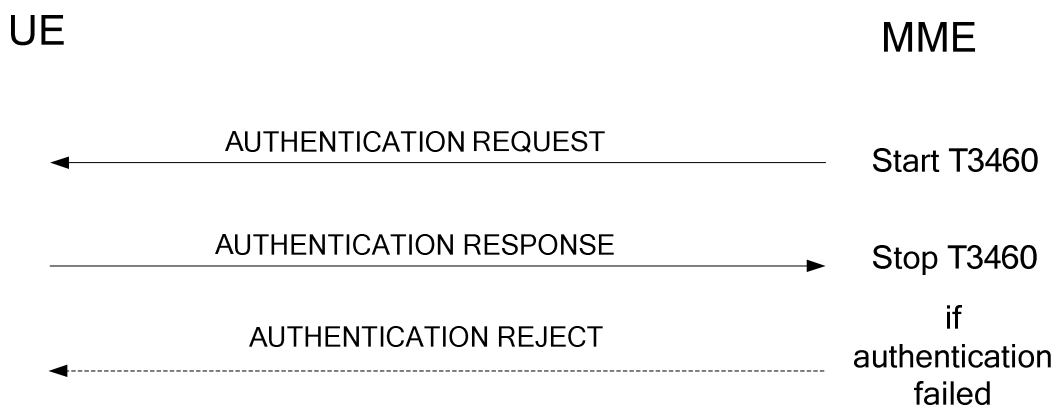 UE
MME
AUTHENTICATION REQUEST
Start T3460
AUTHENTICATION RESPONSE
Stop T3460
AUTHENTICATION REJECT
if
authentication
failed